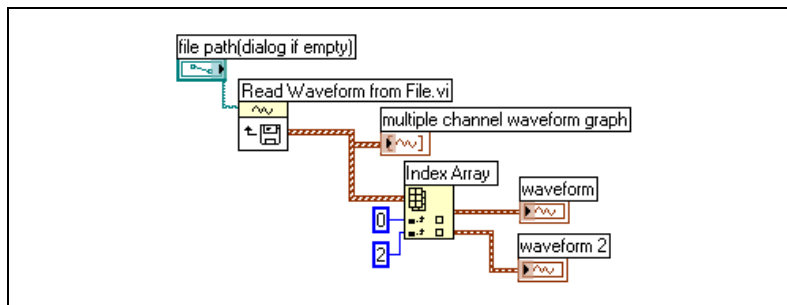 file path(dialog if empty)
Read Waveform from File.vi
multiple channel waveform graph
Index Array
waveform
0
2
waveform 2